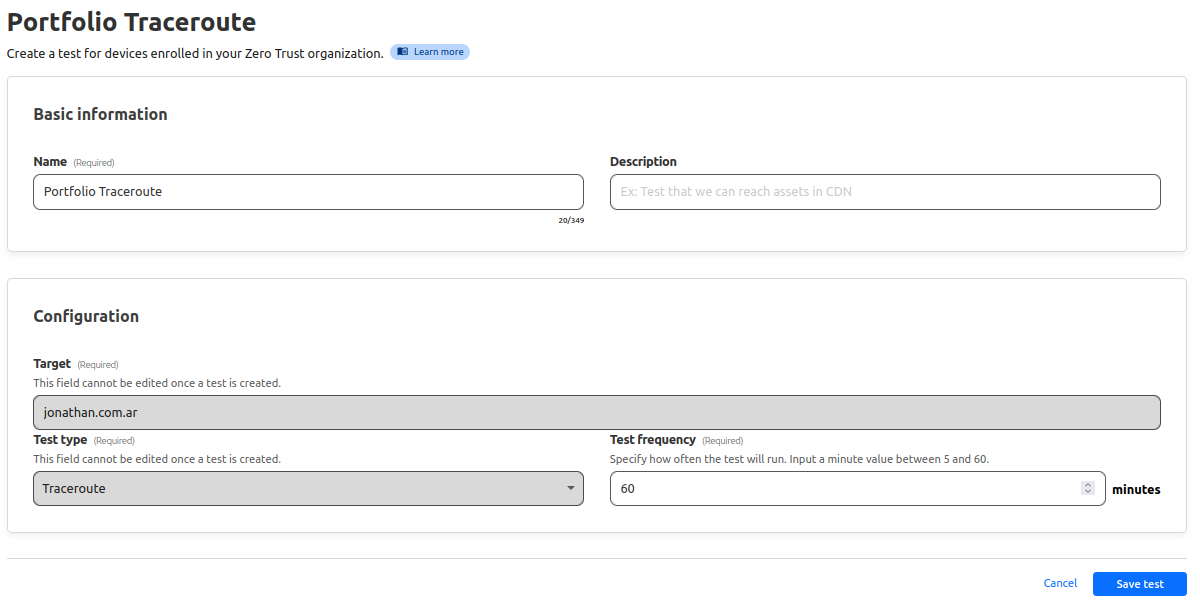 Portfolio Traceroute
Create a test for devices enrolled in your Zero Trust organization. Learn more
Basic information
Name (Required)
Portfolio Traceroute
20/349
Description
Ex: Test that we can reach assets in CDN
Configuration
Target (Required)
This field cannot be edited once a test is created.
jonathan.com.ar
Test type (Required)
This field cannot be edited once a test is created.
Traceroute
Test frequency (Required)
Specify how often the test will run. Input a minute value between 5 and 60.
60 minutes
Cancel Save test